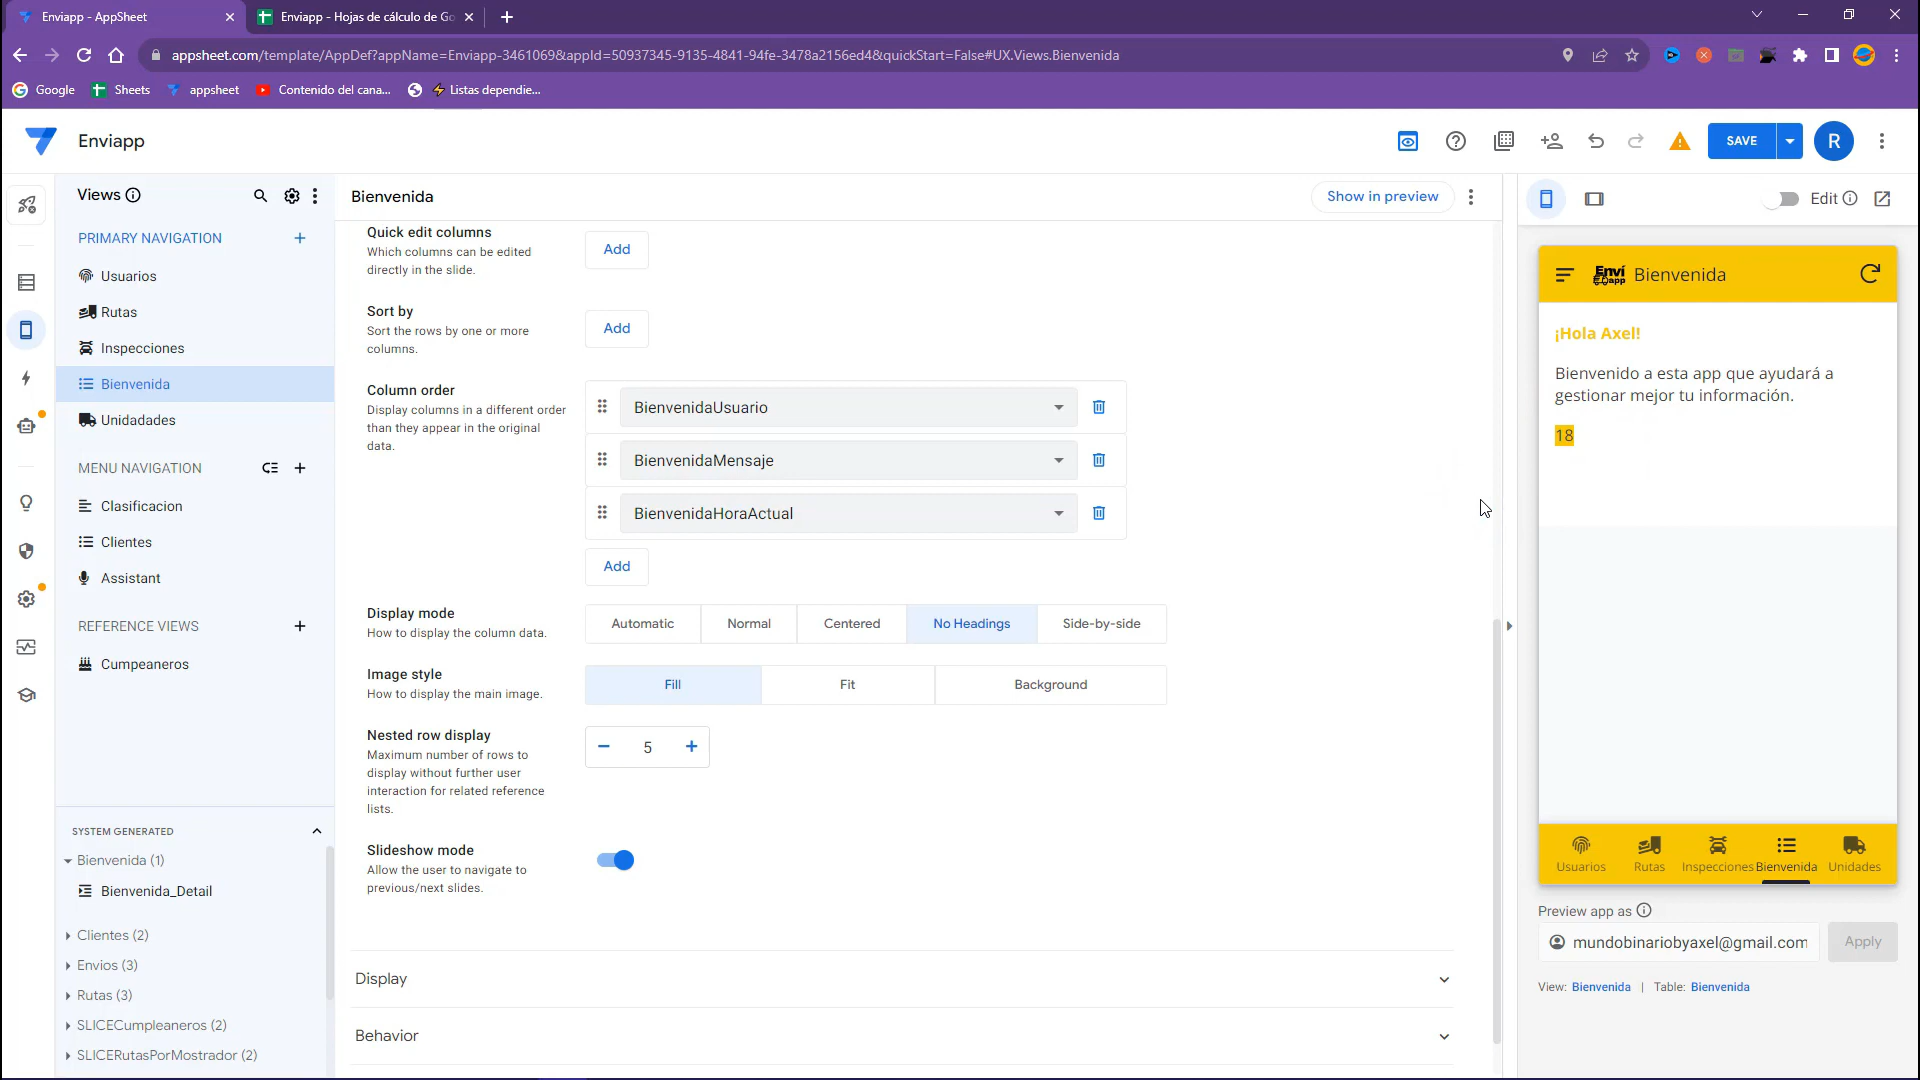 Enviapp - AppSheet
Enviapp - Hojas de cálculo de Go
appsheet.com/template/AppDef?appName=Enviapp-3461069&appId=50937345-9135-4841-94fe-3478a2156ed4&quickStart=False#UX.Views.Bienvenida
Google
Sheets
appsheet
Contenido del cana...
Listas dependie...
Enviapp
SAVE
R
Views
Bienvenida
Show in preview
Edit
PRIMARY NAVIGATION
Usuarios
Rutas
Inspecciones
Bienvenida
Unidadades
MENU NAVIGATION
Clasificacion
Clientes
Assistant
REFERENCE VIEWS
Cumpeaneros
SYSTEM GENERATED
Bienvenida (1)
Bienvenida_Detail
Clientes (2)
Envios (3)
Rutas (3)
SLICECumpleaneros (2)
SLICERutasPorMostrador (2)
Quick edit columns
Which columns can be edited
directly in the slide.
Add
Sort by
Sort the rows by one or more
columns.
Add
Column order
Display columns in a different order
than they appear in the original
data.
BienvenidaUsuario
BienvenidaMensaje
BienvenidaHoraActual
Add
Display mode
How to display the column data.
Automatic
Normal
Centered
No Headings
Side-by-side
Image style
How to display the main image.
Fill
Fit
Background
Nested row display
Maximum number of rows to
display without further user
interaction for related reference
lists.
5
Slideshow mode
Allow the user to navigate to
previous/next slides.
Display
Behavior
Enví
app
Bienvenida
¡Hola Axel!
Bienvenido a esta app que ayudará a
gestionar mejor tu información.
18
Usuarios
Rutas
Inspecciones
Bienvenida
Unidades
Preview app as
mundobinariobyaxel@gmail.com
Apply
View: Bienvenida | Table: Bienvenida